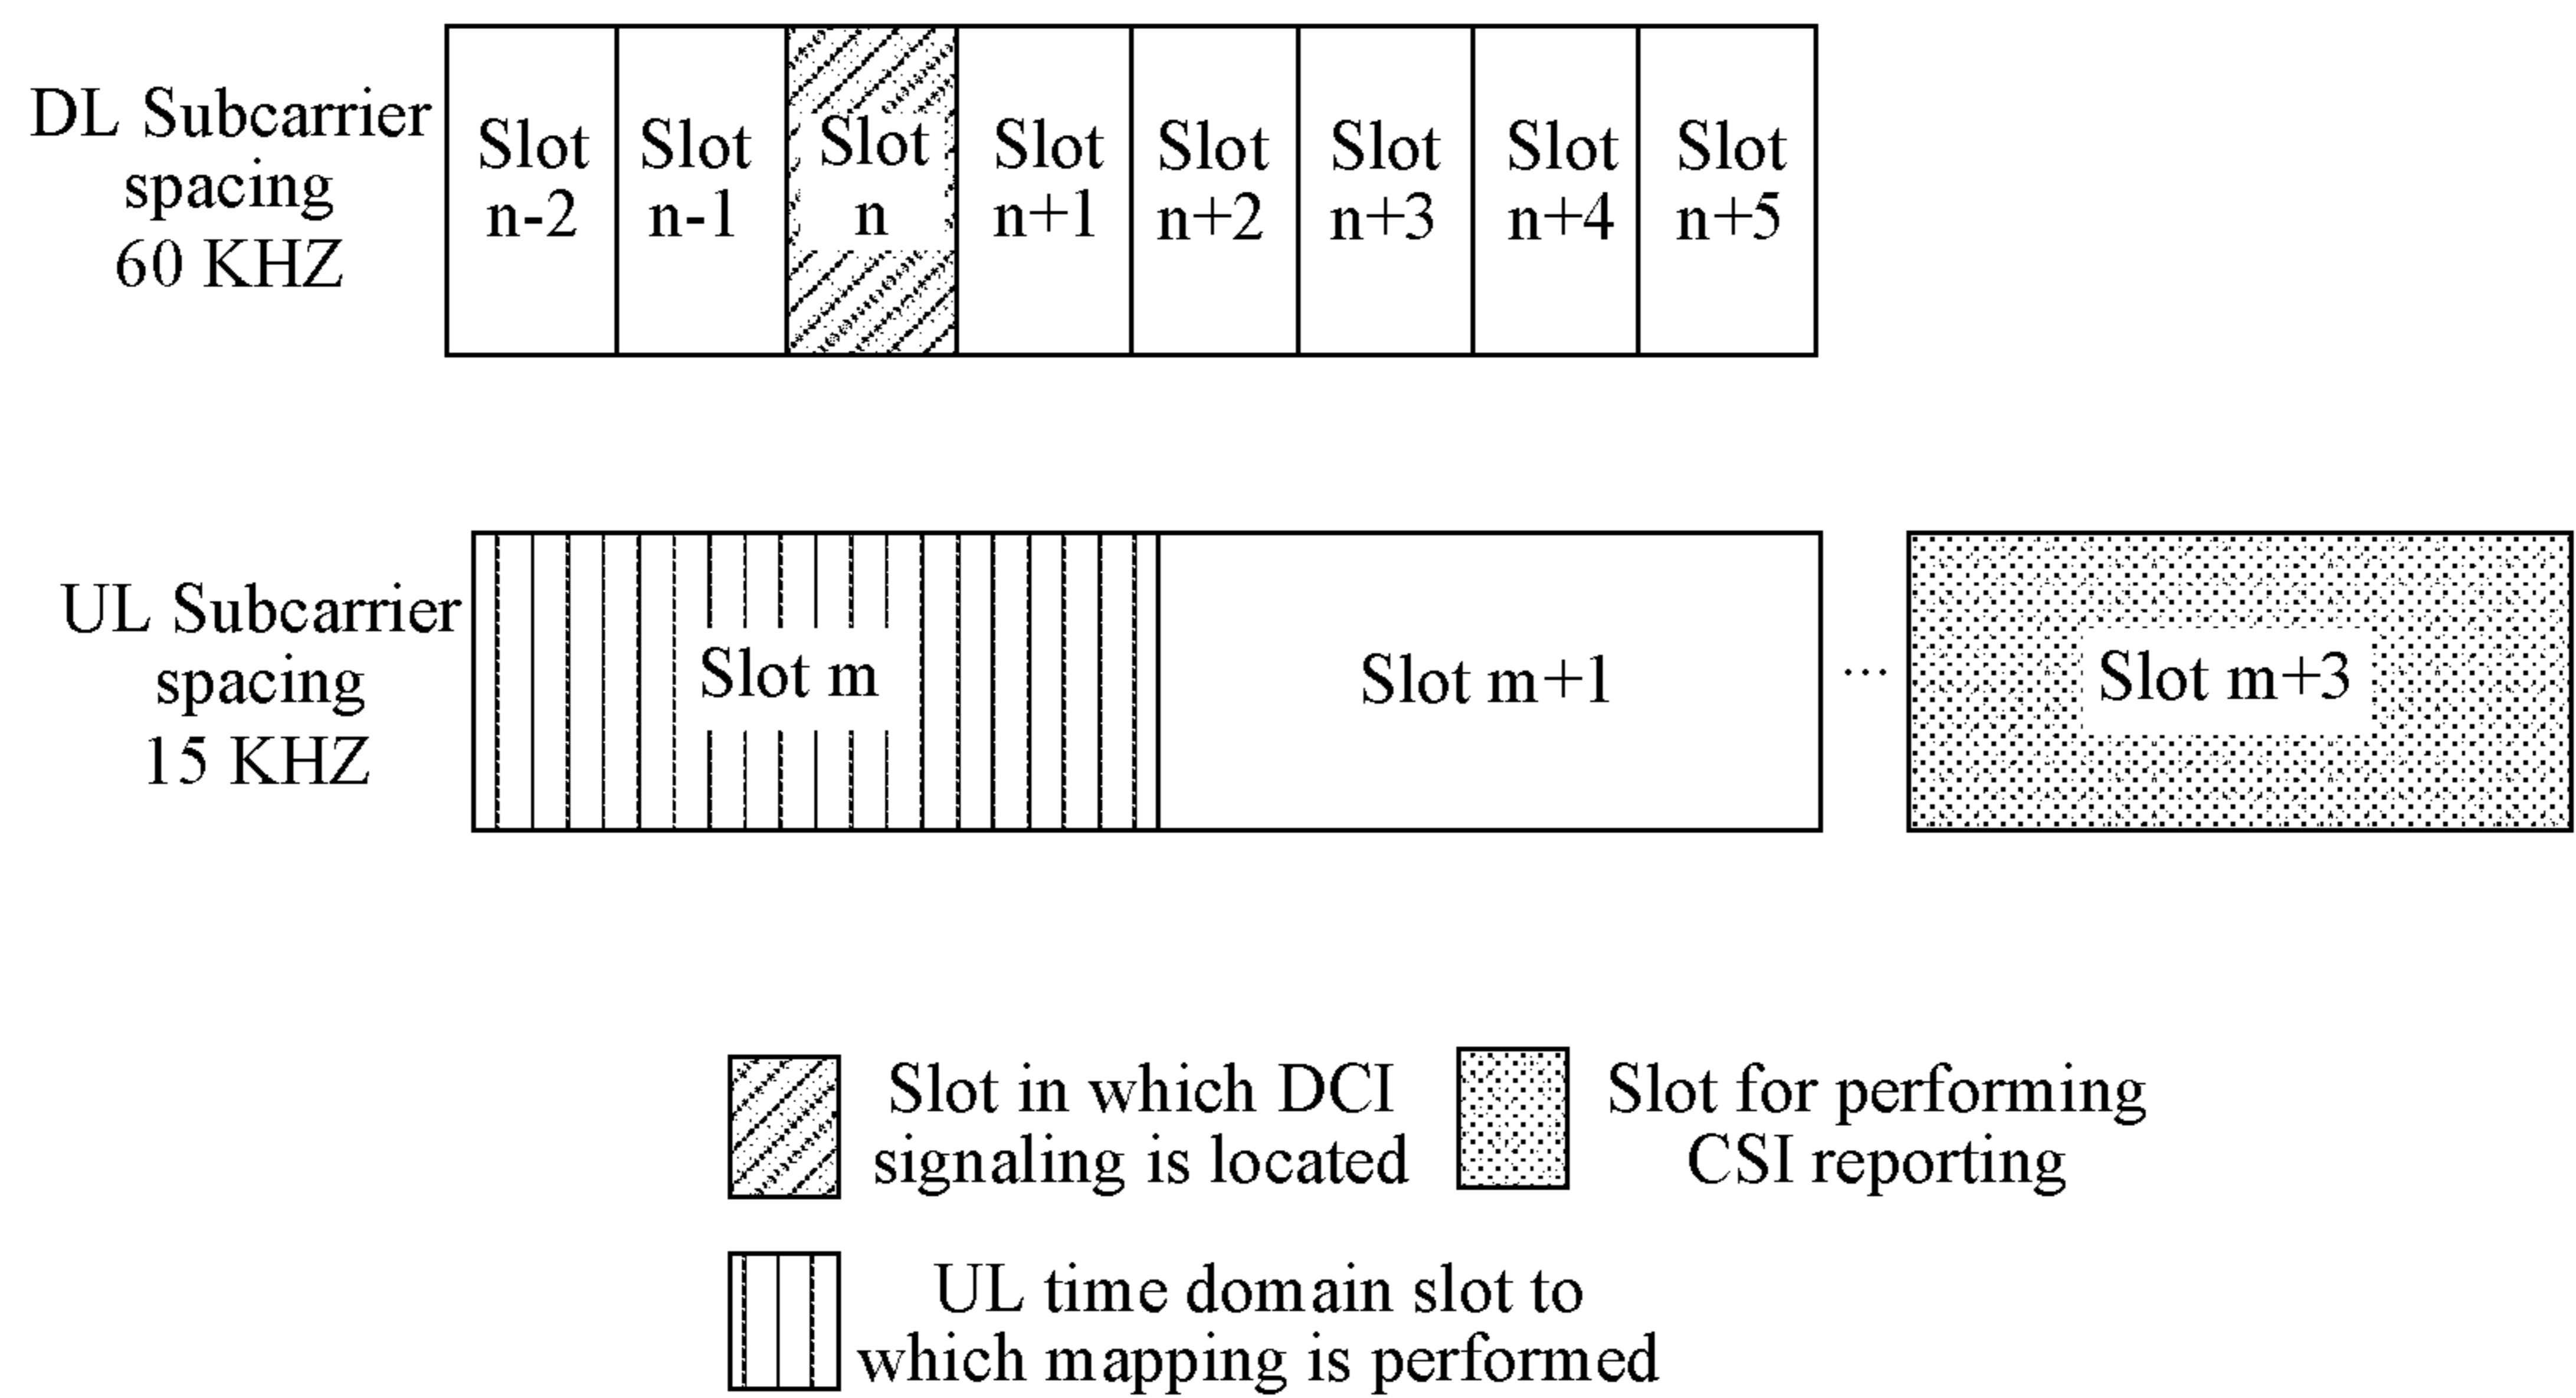 DL Subcarrier
spacing
60 KHZ
Slot
n-2
Slot
n-1
Slot
n
Slot
n+1
Slot
n+2
Slot
n+3
Slot
n+4
Slot
n+5
UL Subcarrier
spacing
15 KHZ
Slot m
Slot m+1
...
Slot m+3
Slot in which DCI
signaling is located
Slot for performing
CSI reporting
UL time domain slot to
which mapping is performed